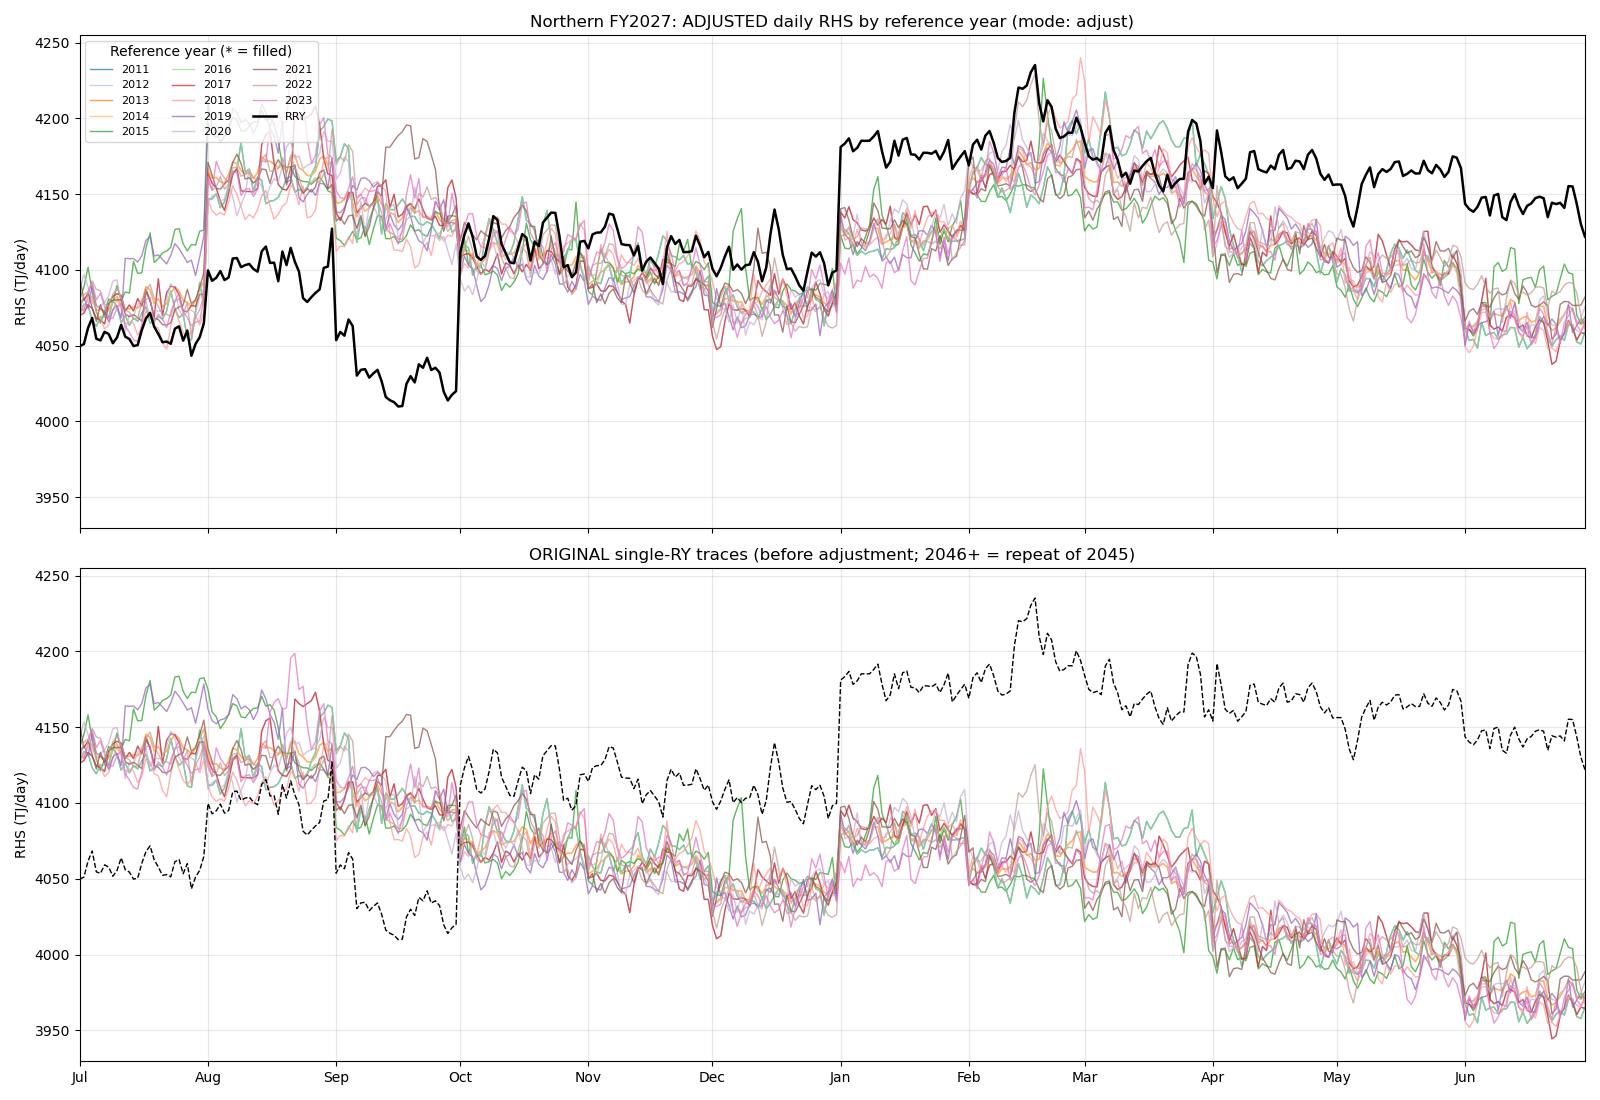 Northern FY2027: ADJUSTED daily RHS by reference year (mode: adjust)
RHS (TJ/day)
4250
4200
4150
4100
4050
4000
3950
Reference year (* = filled)
2011 2016 2021
2012 2017 2022
2013 2018 2023
2014 2019 RRY
2015 2020
ORIGINAL single-RY traces (before adjustment; 2046+ = repeat of 2045)
RHS (TJ/day)
4250
4200
4150
4100
4050
4000
3950
Jul Aug Sep Oct Nov Dec Jan Feb Mar Apr May Jun